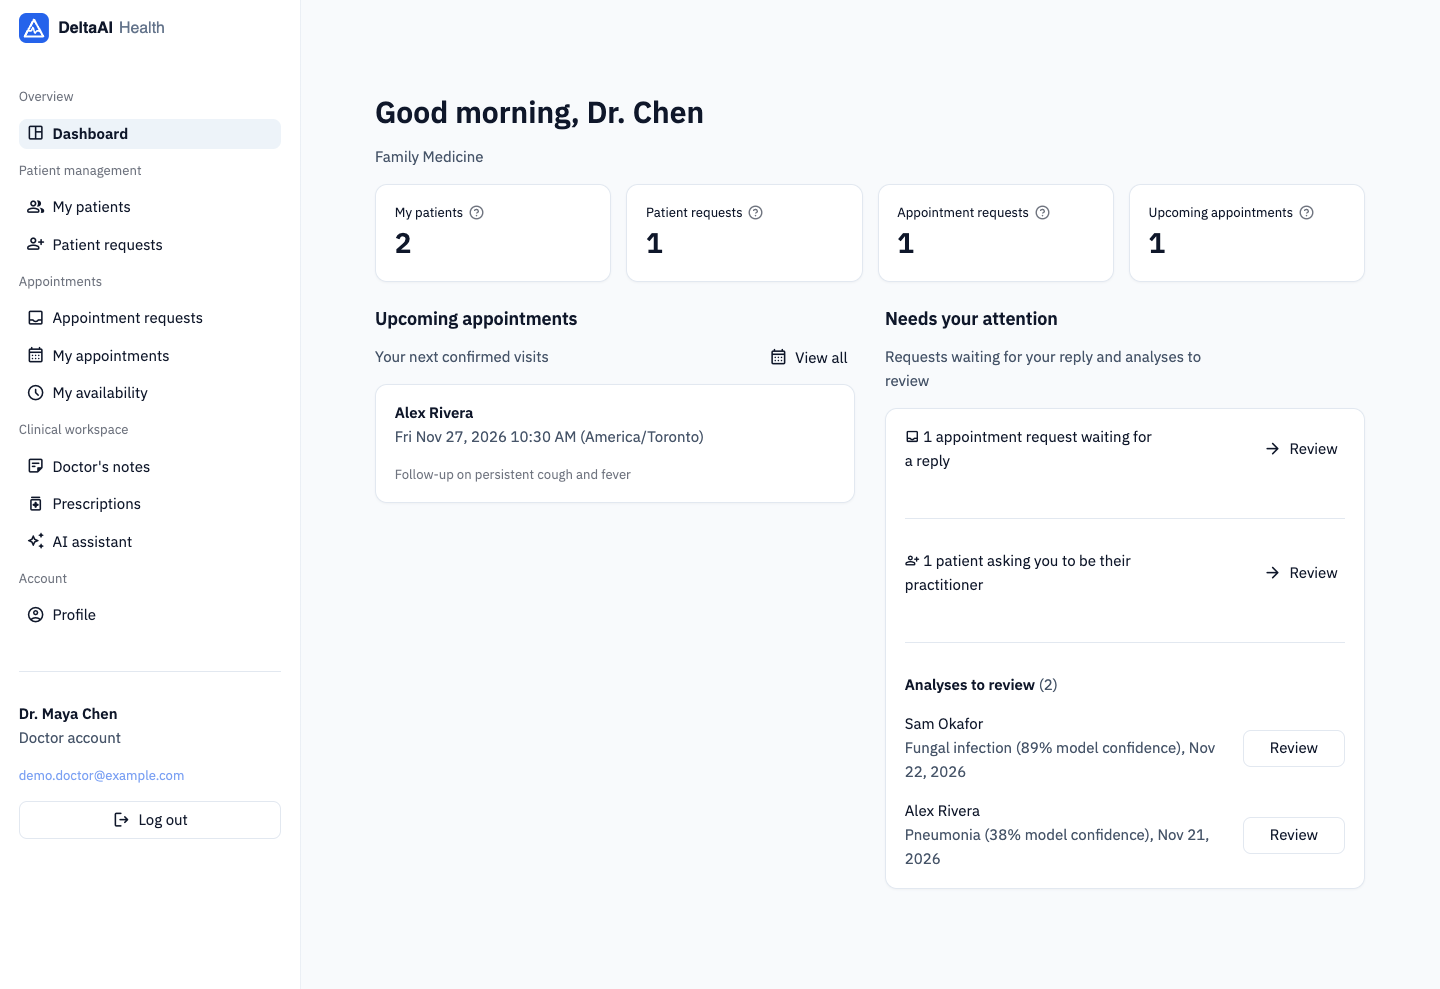 DeltaAI Health
Overview
Dashboard
Patient management
My patients
Patient requests
Appointments
Appointment requests
My appointments
My availability
Clinical workspace
Doctor's notes
Prescriptions
AI assistant
Account
Profile
Dr. Maya Chen
Doctor account
demo.doctor@example.com
Log out
Good morning, Dr. Chen
Family Medicine
My patients
2
Patient requests
1
Appointment requests
1
Upcoming appointments
1
Upcoming appointments
Your next confirmed visits
View all
Alex Rivera
Fri Nov 27, 2026 10:30 AM (America/Toronto)
Follow-up on persistent cough and fever
Needs your attention
Requests waiting for your reply and analyses to
review
1 appointment request waiting for
a reply
Review
1 patient asking you to be their
practitioner
Review
Analyses to review (2)
Sam Okafor
Fungal infection (89% model confidence), Nov
22, 2026
Review
Alex Rivera
Pneumonia (38% model confidence), Nov 21,
2026
Review